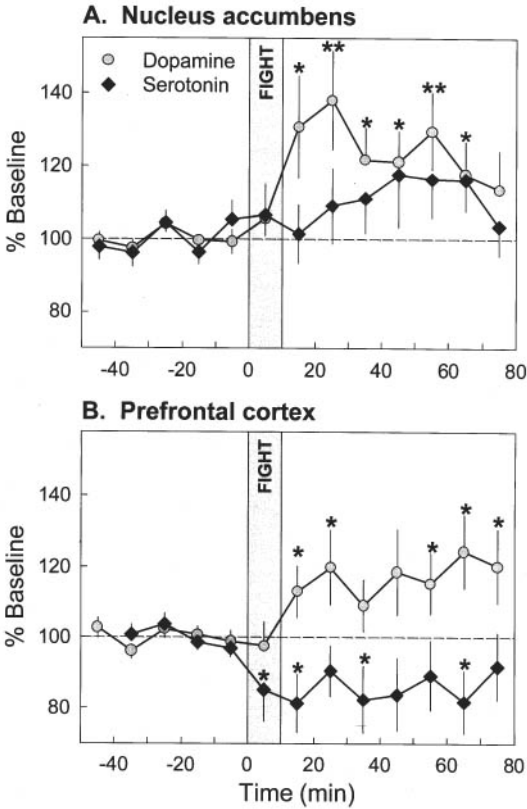 A. Nucleus accumbens
Dopamine
Serotonin
FIGHT
* ** * * ** *
% Baseline
140
120
100
80
-40 -20 0 20 40 60 80
B. Prefrontal cortex
FIGHT
* * * * *
* * * *
% Baseline
140
120
100
80
-40 -20 0 20 40 60 80
Time (min)